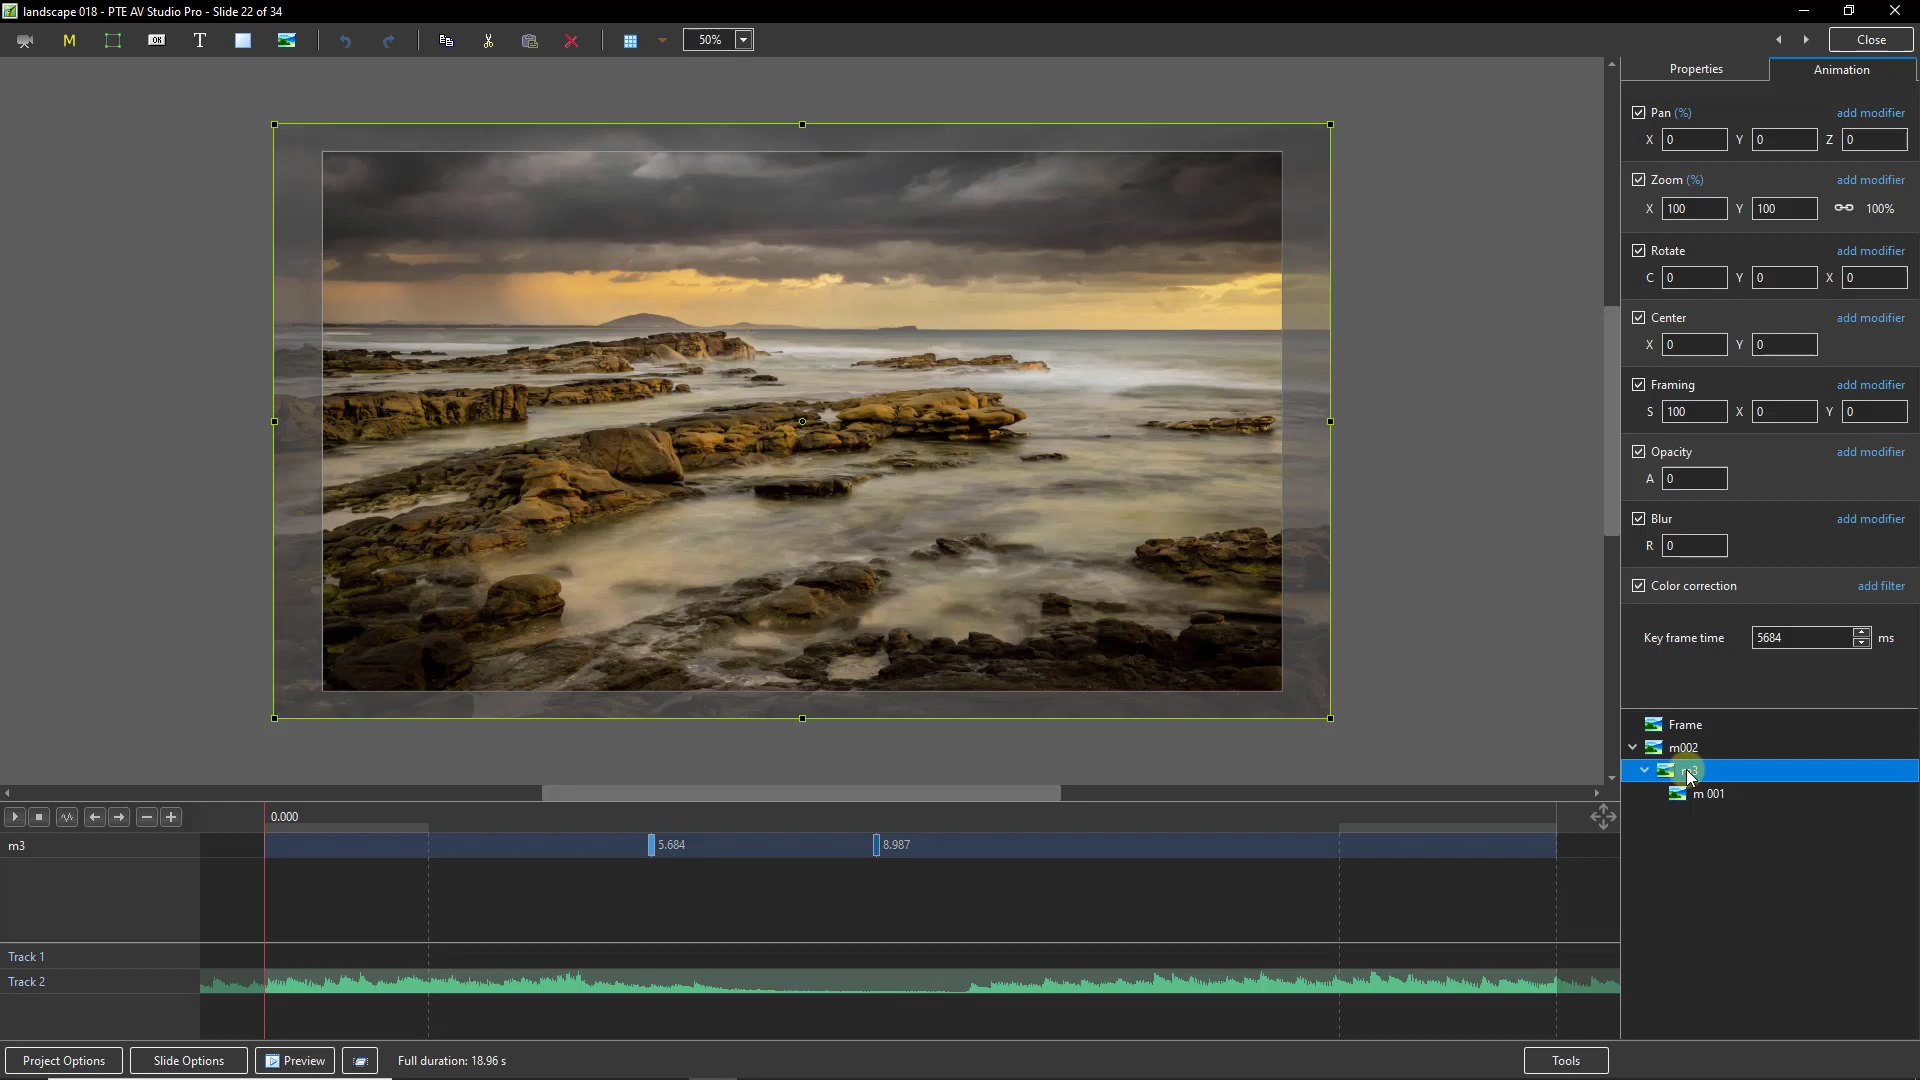 landscape 018 - PTE AV Studio Pro - Slide 22 of 34
M
OK
T
50%
Close
Properties
Animation
Pan (%)
add modifier
X 0 Y 0 Z 0
Zoom (%)
add modifier
X 100 Y 100 100%
Rotate
add modifier
C 0 Y 0 X 0
Center
add modifier
X 0 Y 0
Framing
add modifier
S 100 X 0 Y 0
Opacity
add modifier
A 0
Blur
add modifier
R 0
Color correction
add filter
Key frame time 5684 ms
Frame
m002
m3
m 001
0.000
m3
5.684
8.987
Track 1
Track 2
Project Options
Slide Options
Preview
Full duration: 18.96 s
Tools